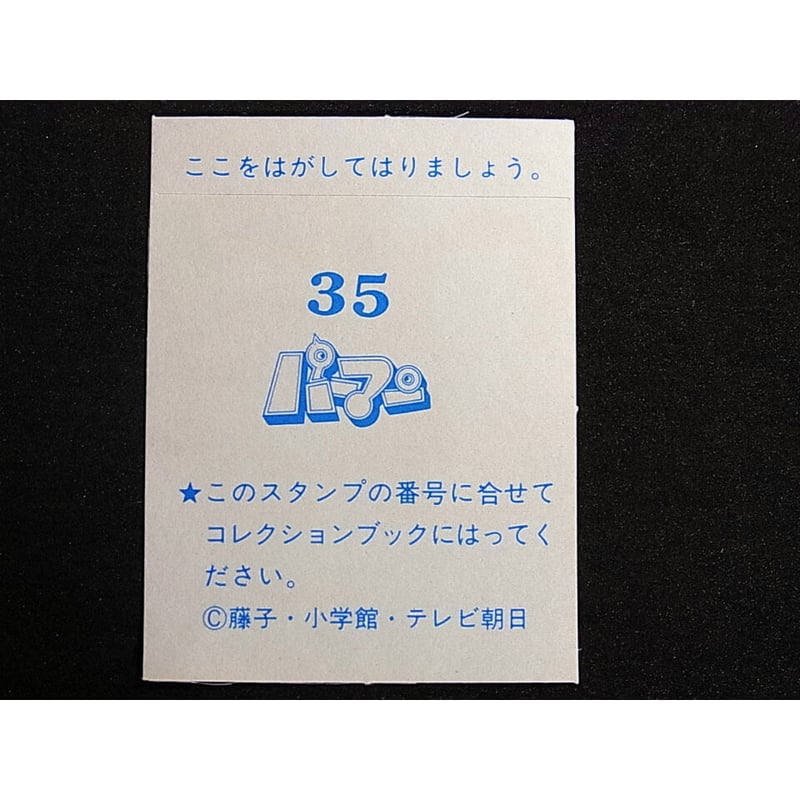 ここをはがしてはりましょう。
35
パーマン
★このスタンプの番号に合せて
コレクションブックにはってく
ださい。
©藤子・小学館・テレビ朝日